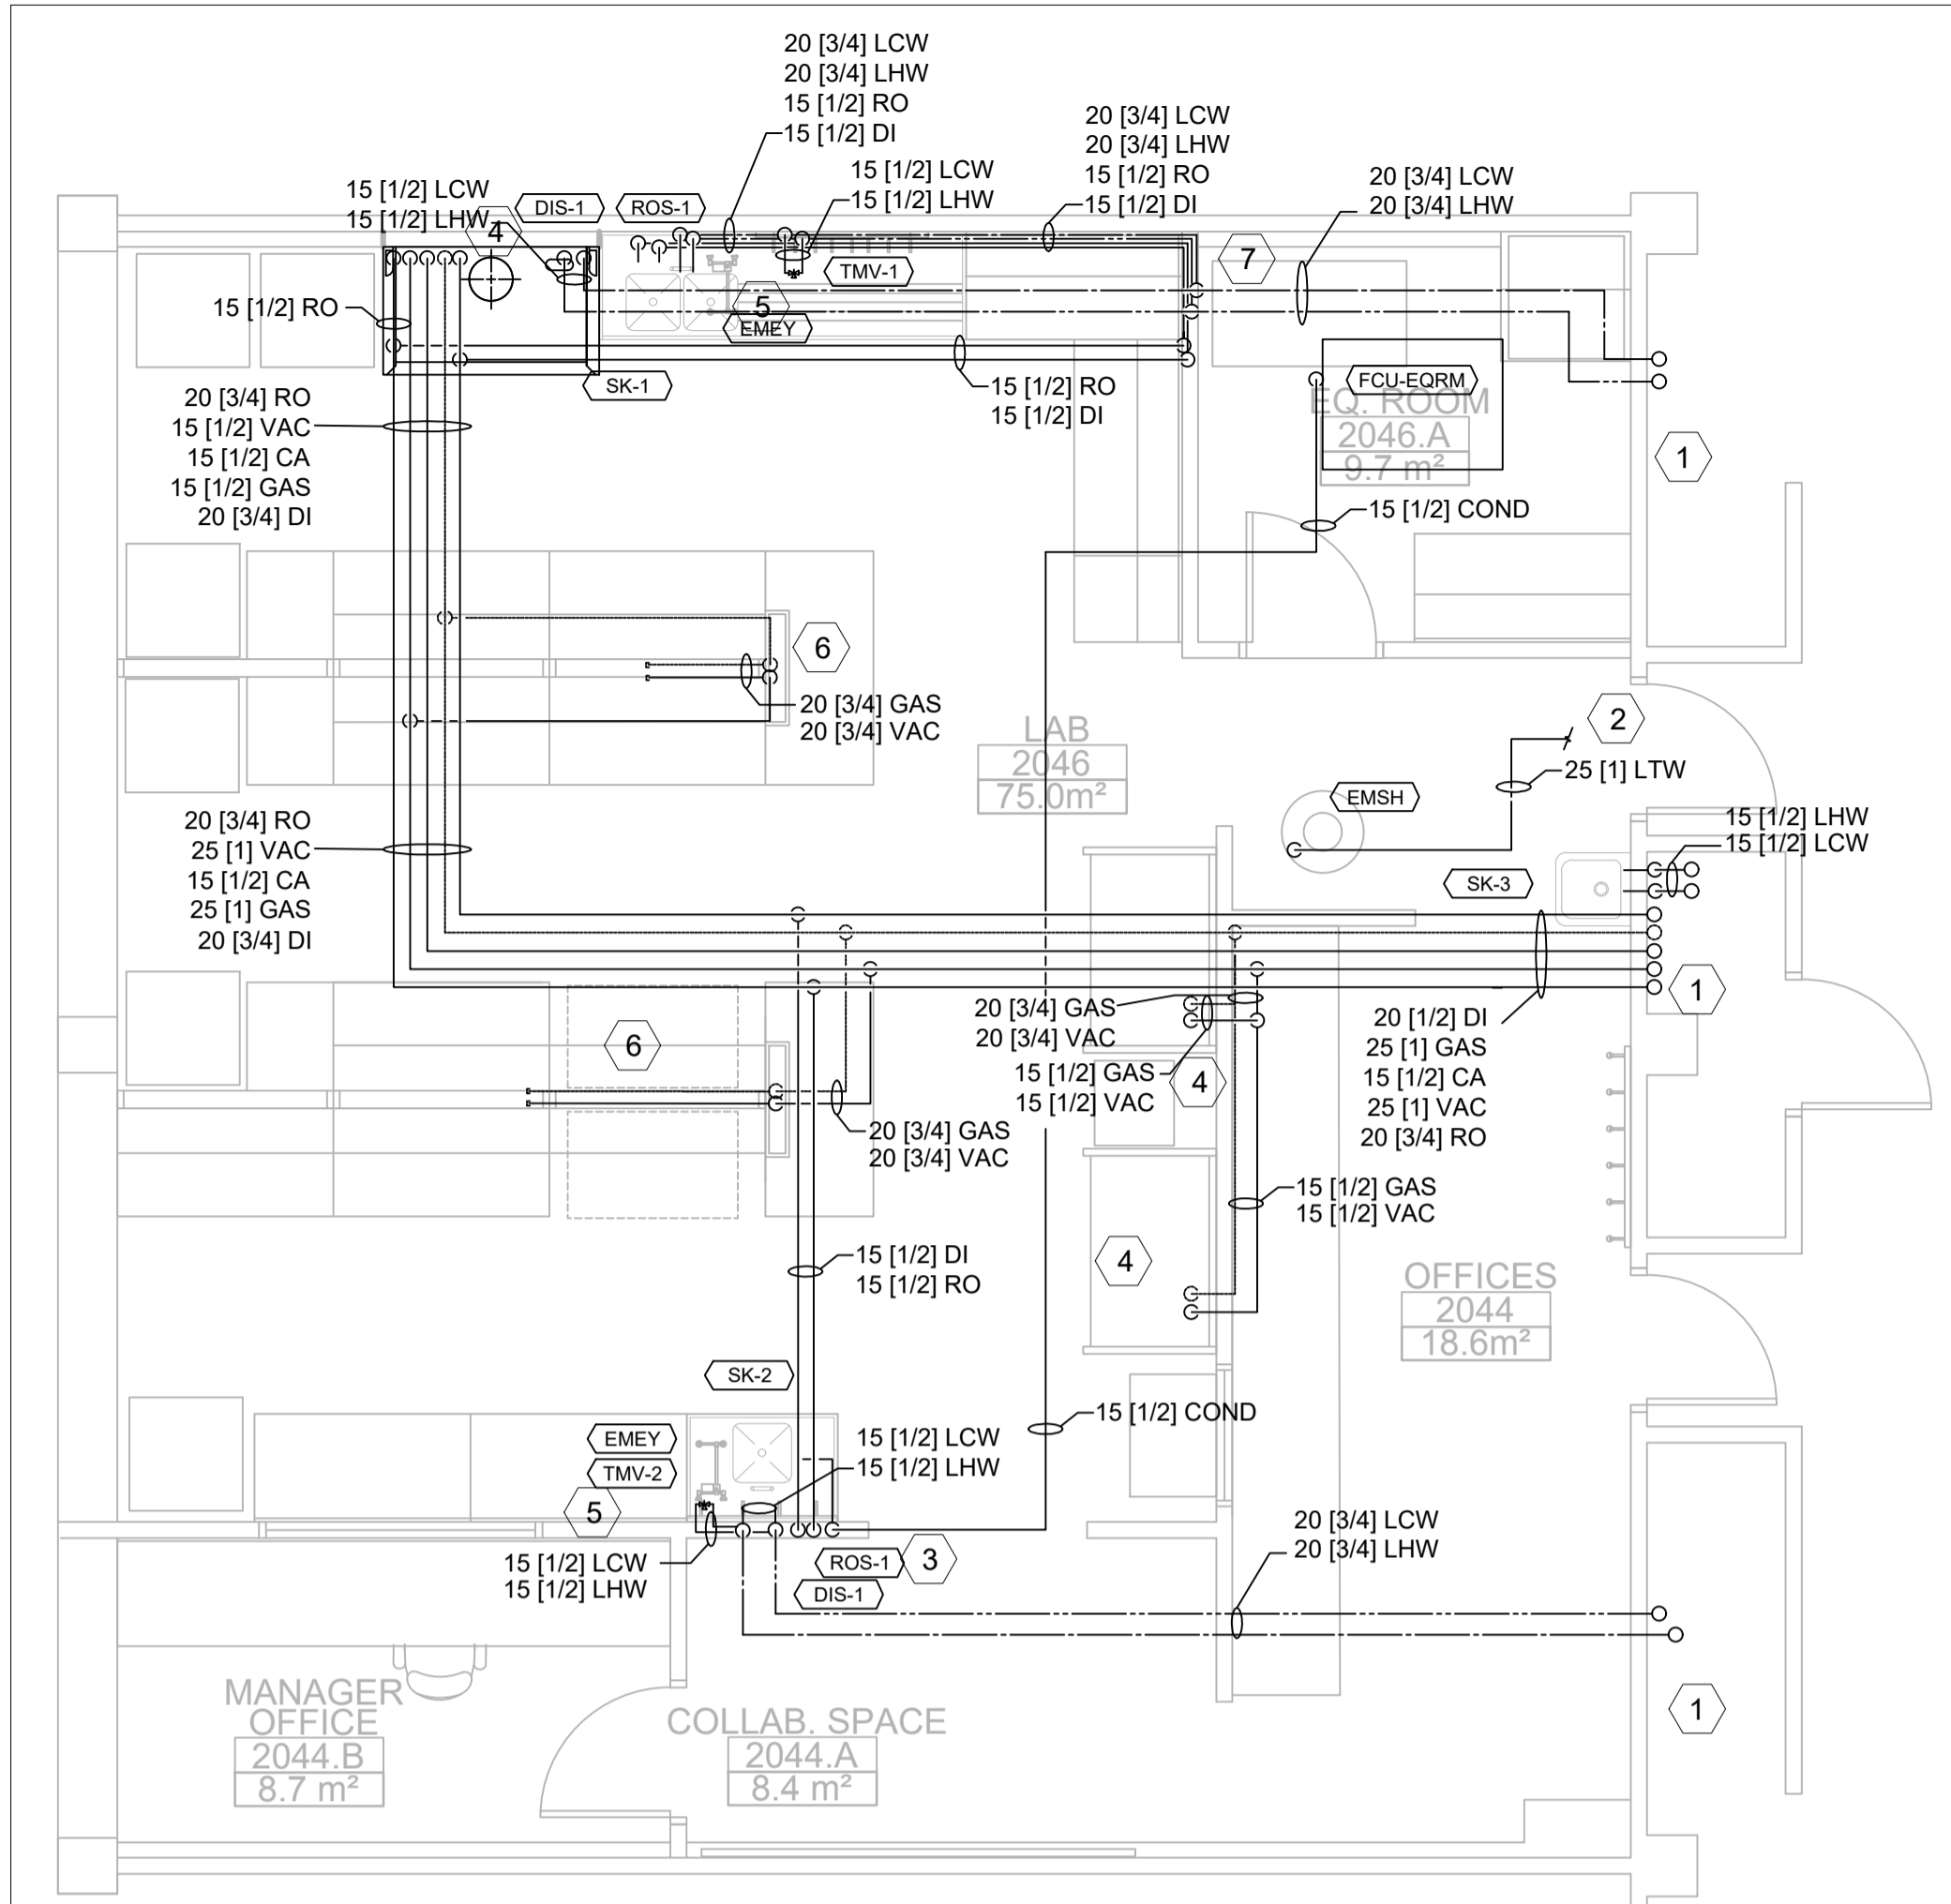 20 [3/4] LCW
20 [3/4] LHW
15 [1/2] RO
15 [1/2] DI
20 [3/4] LCW
20 [3/4] LHW
15 [1/2] RO
15 [1/2] DI
15 [1/2] LCW
15 [1/2] LHW
20 [3/4] LCW
20 [3/4] LHW
15 [1/2] LCW
15 [1/2] LHW
4
DIS-1
ROS-1
TMV-1
7
5
EMEY
15 [1/2] RO
SK-1
15 [1/2] RO
15 [1/2] DI
FCU-EQRM
EQ. ROOM
2046.A
9.7 m²
1
20 [3/4] RO
15 [1/2] VAC
15 [1/2] CA
15 [1/2] GAS
20 [3/4] DI
15 [1/2] COND
6
20 [3/4] GAS
20 [3/4] VAC
LAB
2046
75.0m²
2
25 [1] LTW
EMSH
15 [1/2] LHW
15 [1/2] LCW
SK-3
20 [3/4] RO
25 [1] VAC
15 [1/2] CA
25 [1] GAS
20 [3/4] DI
1
20 [3/4] GAS
20 [3/4] VAC
15 [1/2] GAS
15 [1/2] VAC
4
20 [1/2] DI
25 [1] GAS
15 [1/2] CA
25 [1] VAC
20 [3/4] RO
6
20 [3/4] GAS
20 [3/4] VAC
15 [1/2] GAS
15 [1/2] VAC
15 [1/2] DI
15 [1/2] RO
4
OFFICES
2044
18.6m²
SK-2
15 [1/2] COND
EMEY
TMV-2
5
15 [1/2] LCW
15 [1/2] LHW
15 [1/2] LCW
15 [1/2] LHW
ROS-1
3
DIS-1
20 [3/4] LCW
20 [3/4] LHW
MANAGER
OFFICE
2044.B
8.7 m²
COLLAB. SPACE
2044.A
8.4 m²
1